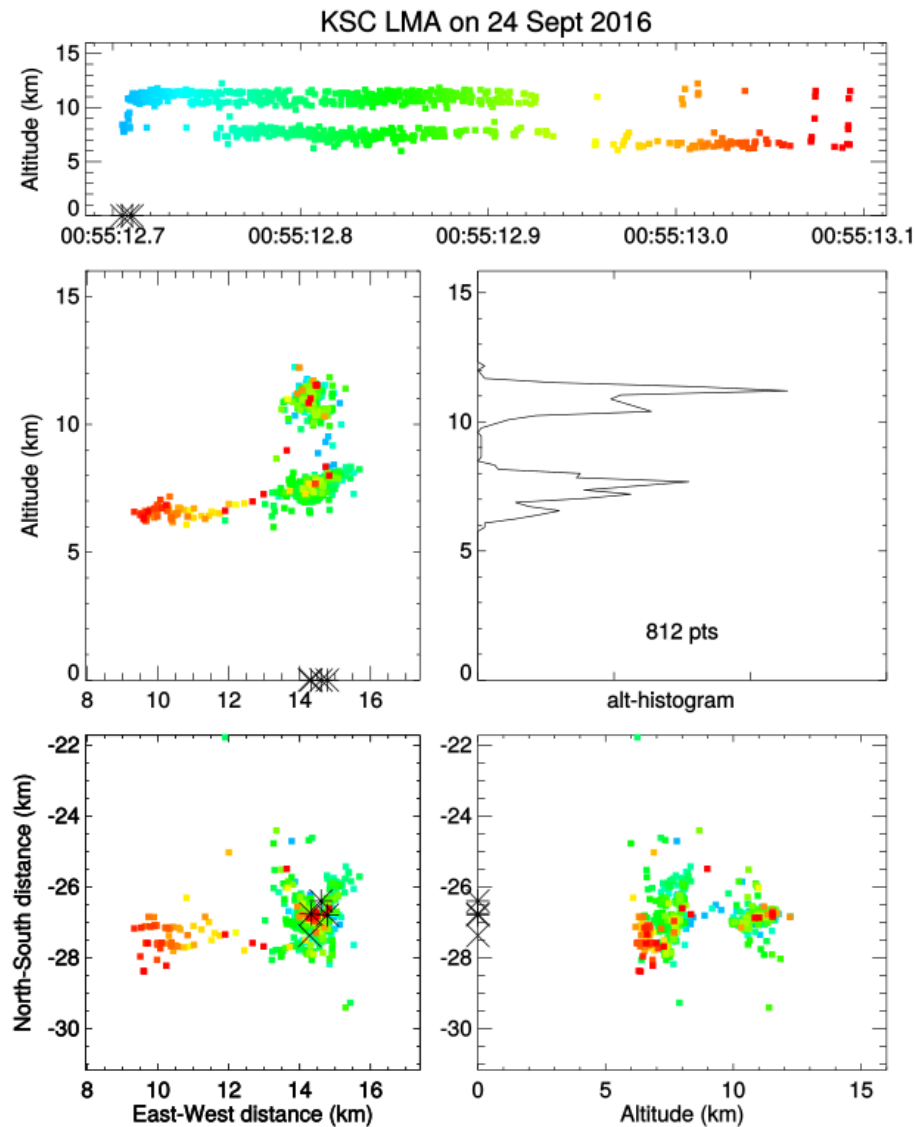 KSC LMA on 24 Sept 2016
Altitude (km)
15
10
5
0
00:55:12.7 00:55:12.8 00:55:12.9 00:55:13.0 00:55:13.1
Altitude (km)
15
10
5
0
8 10 12 14 16
15
10
5
0
812 pts
alt-histogram
North-South distance (km)
-22
-24
-26
-28
-30
8 10 12 14 16
East-West distance (km)
-22
-24
-26
-28
-30
0 5 10 15
Altitude (km)